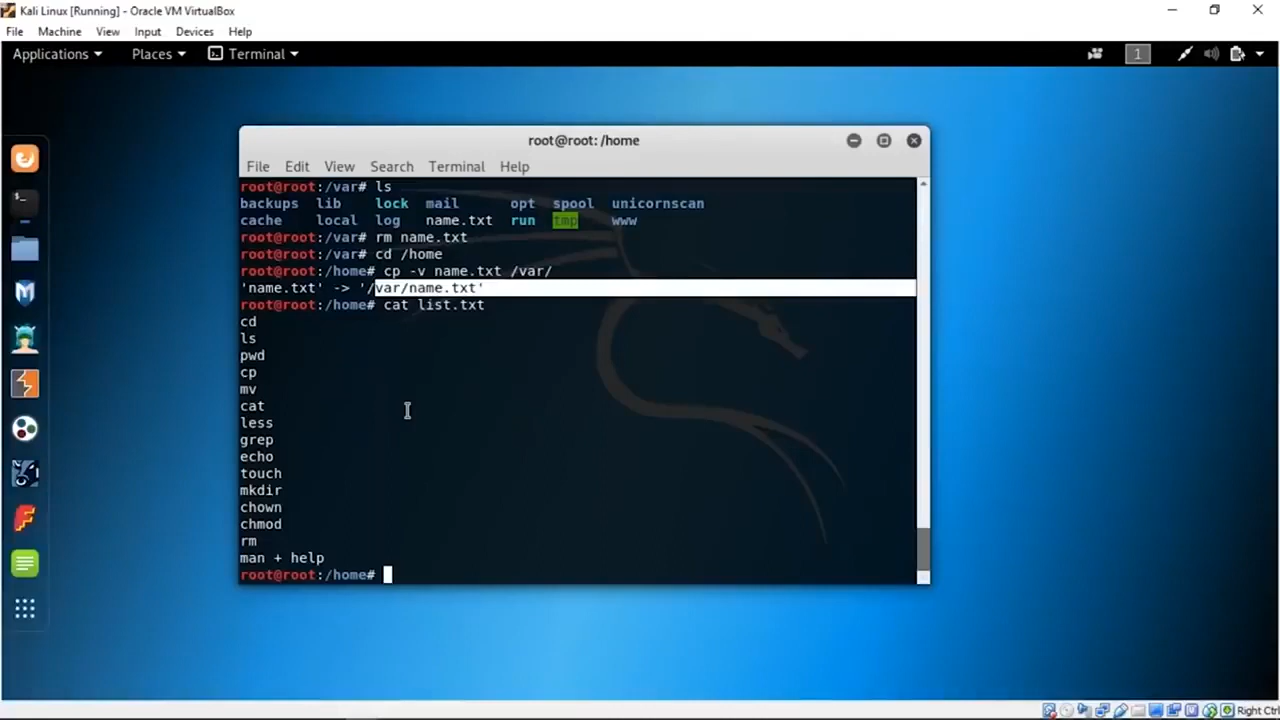 Kali Linux [Running] - Oracle VM VirtualBox
File Machine View Input Devices Help
Applications Places Terminal 1
root@root: /home
File Edit View Search Terminal Help
root@root:/var# ls
backups lib lock mail opt spool unicornscan
cache local log name.txt run tmp www
root@root:/var# rm name.txt
root@root:/var# cd /home
root@root:/home# cp -v name.txt /var/
'name.txt' -> '/var/name.txt'
root@root:/home# cat list.txt
cd
ls
pwd
cp
mv
cat
less
grep
echo
touch
mkdir
chown
chmod
rm
man + help
root@root:/home#
Right Ctrl